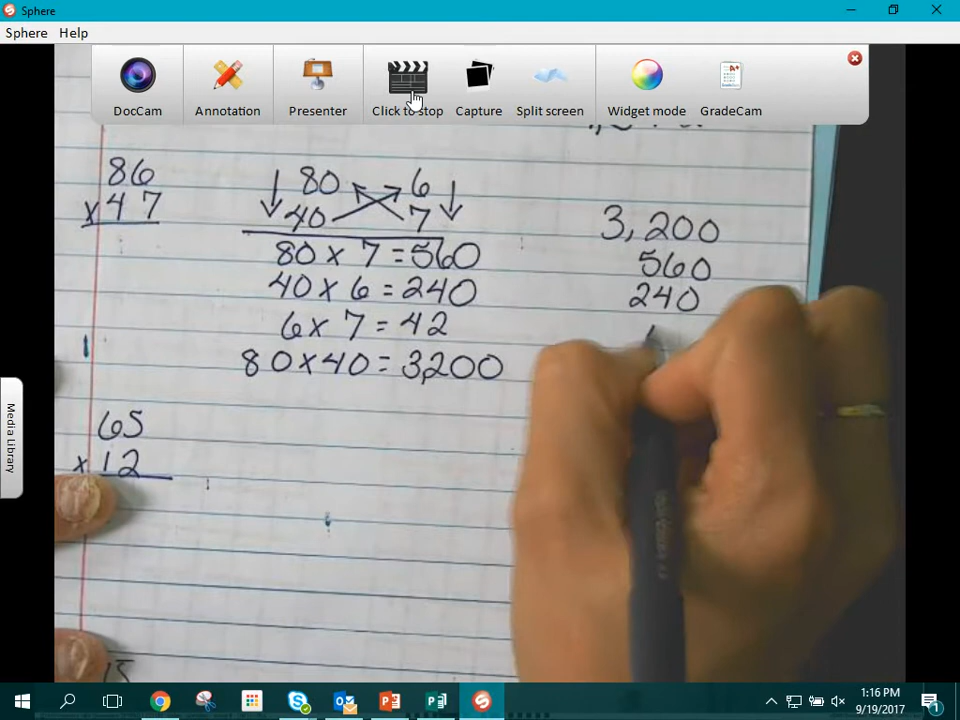 Sphere
Sphere Help
DocCam Annotation Presenter Click to stop Capture Split screen Widget mode GradeCam
A+
86
x 47
80 6
40 7
80 x 7 = 560
40 x 6 = 240
6 x 7 = 42
80 x 40 = 3,200
3,200
560
240
65
x 12
Media Library
1:16 PM
9/19/2017